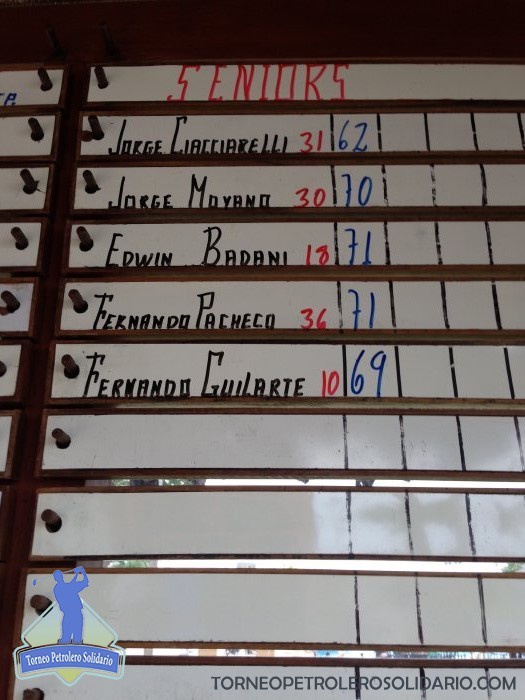 SENIORS
JORGE CIACCIARELLI 31 62
JORGE MOYANO 30 70
EDWIN BADANI 18 71
FERNANDO PACHECO 36 71
FERNANDO GUILARTE 10 69
Torneo Petrolero Solidario
TORNEOPETROLEROSOLIDARIO.COM